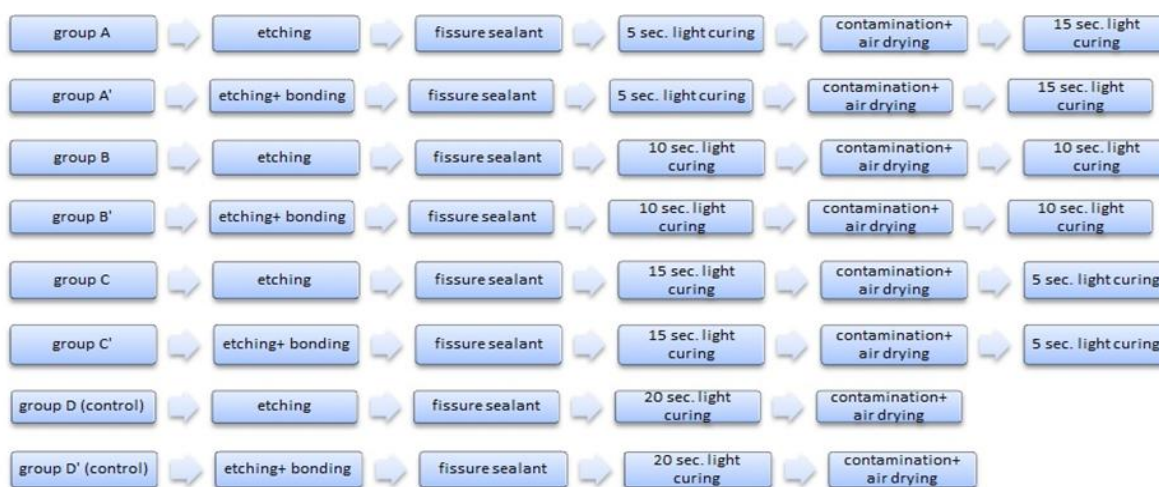 group A
etching
fissure sealant
5 sec. light curing
contamination+
air drying
15 sec. light
curing
group A'
etching+ bonding
fissure sealant
5 sec. light curing
contamination+
air drying
15 sec. light
curing
group B
etching
fissure sealant
10 sec. light
curing
contamination+
air drying
10 sec. light
curing
group B'
etching+ bonding
fissure sealant
10 sec. light
curing
contamination+
air drying
10 sec. light
curing
group C
etching
fissure sealant
15 sec. light
curing
contamination+
air drying
5 sec. light curing
group C'
etching+ bonding
fissure sealant
15 sec. light
curing
contamination+
air drying
5 sec. light curing
group D (control)
etching
fissure sealant
20 sec. light
curing
contamination+
air drying
group D' (control)
etching+ bonding
fissure sealant
20 sec. light
curing
contamination+
air drying